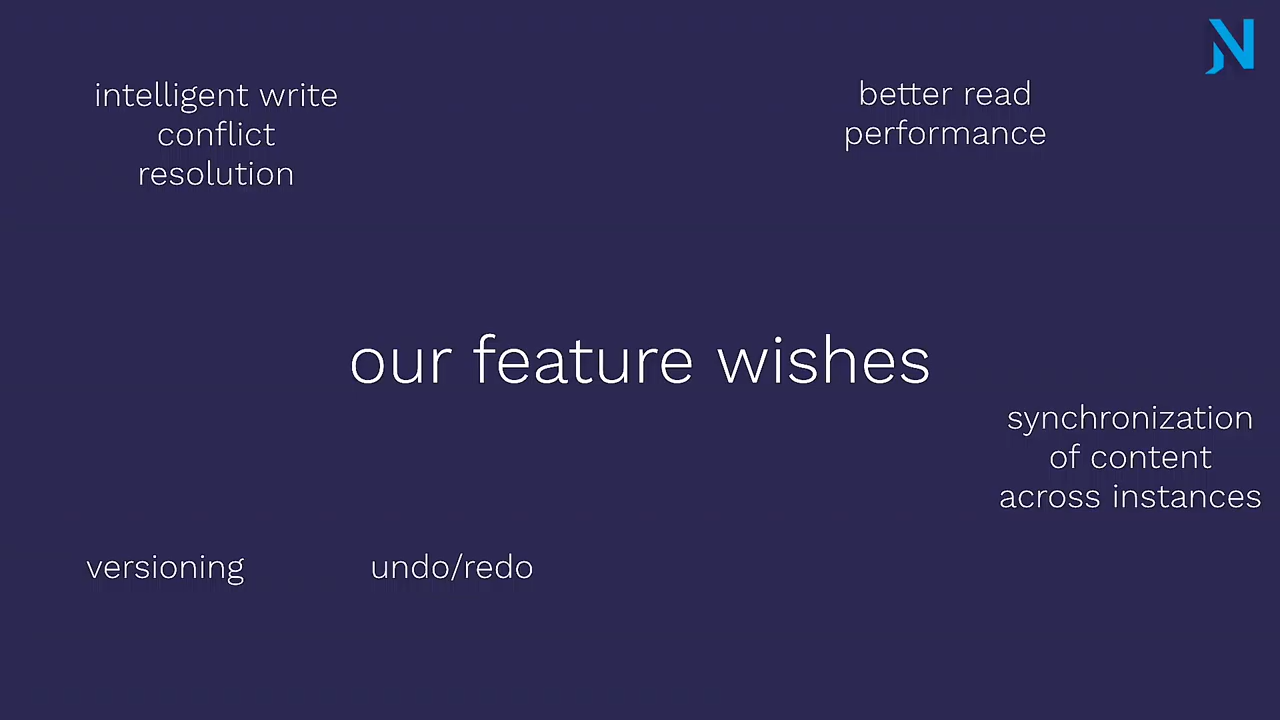 intelligent write
conflict
resolution
better read
performance
our feature wishes
synchronization
of content
across instances
versioning
undo/redo